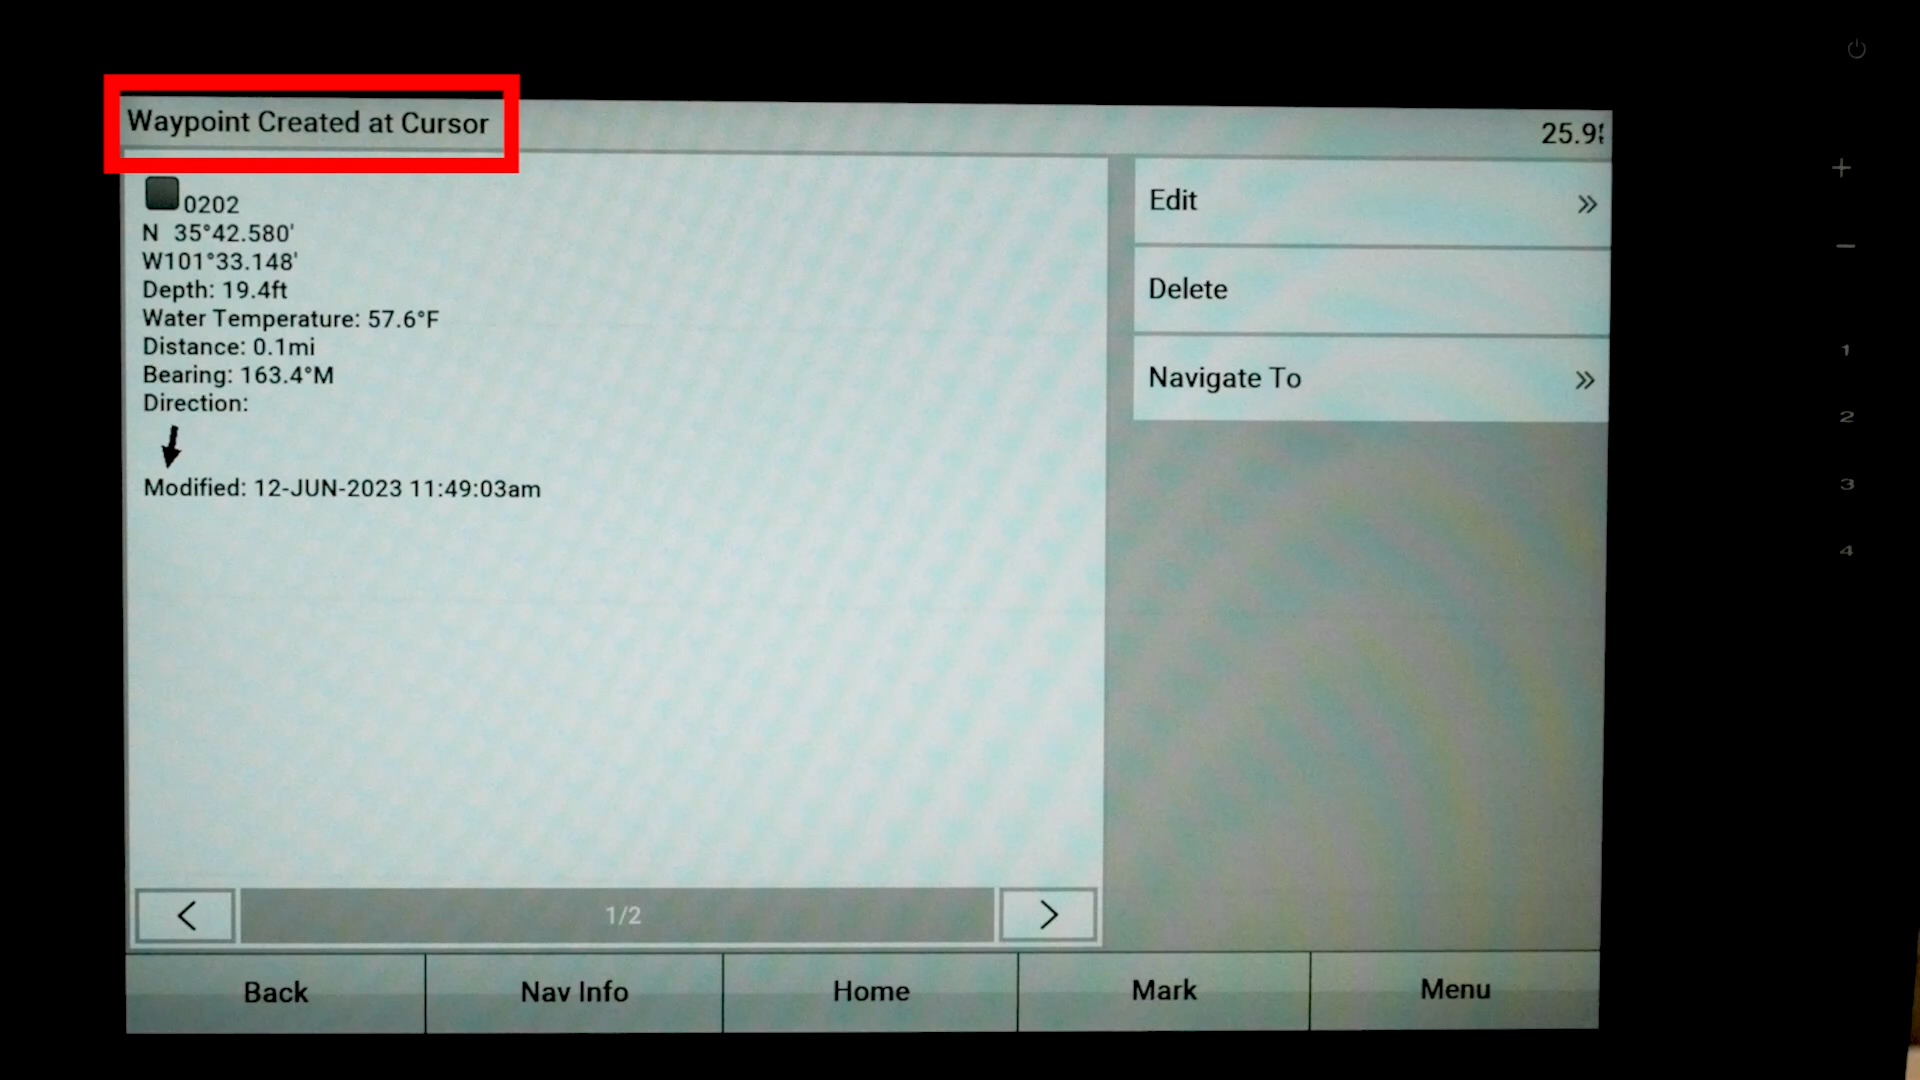 Waypoint Created at Cursor
25.9
0202
N 35°42.580'
W101°33.148'
Depth: 19.4ft
Water Temperature: 57.6°F
Distance: 0.1mi
Bearing: 163.4°M
Direction:
Modified: 12-JUN-2023 11:49:03am
Edit
Delete
Navigate To
1/2
Back
Nav Info
Home
Mark
Menu
+
−
1
2
3
4